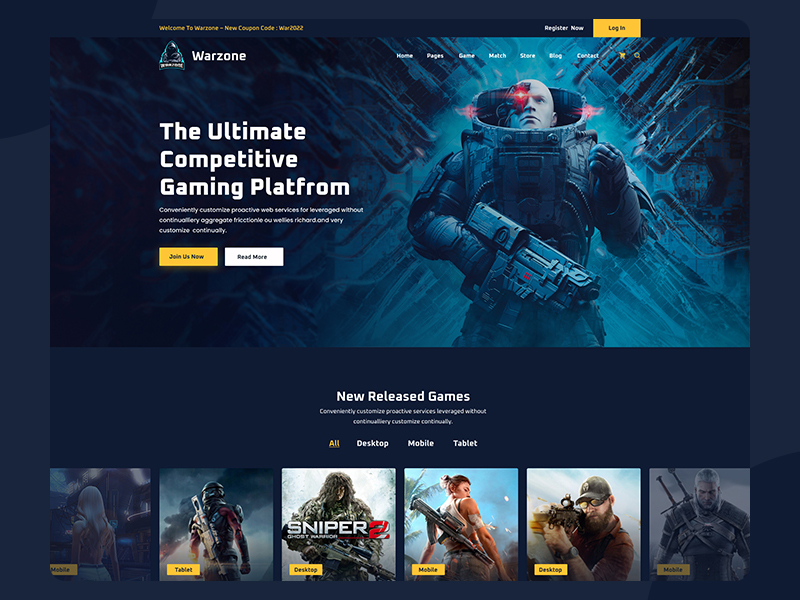 Welcome To Warzone – New Coupon Code : War2022
Register Now
Log In
WARZONE
Warzone
Home Pages Game Match Store Blog Contact
The Ultimate
Competitive
Gaming Platfrom
Conveniently customize proactive web services for leveraged without
continualliery aggregate fricctionle ou wellies richard.and very
customize continually.
Join Us Now
Read More
New Released Games
Conveniently customize proactive services leveraged without
continualliery customize continually.
All Desktop Mobile Tablet
SNIPER 2
GHOST WARRIOR
Mobile
Tablet
Desktop
Mobile
Desktop
Mobile